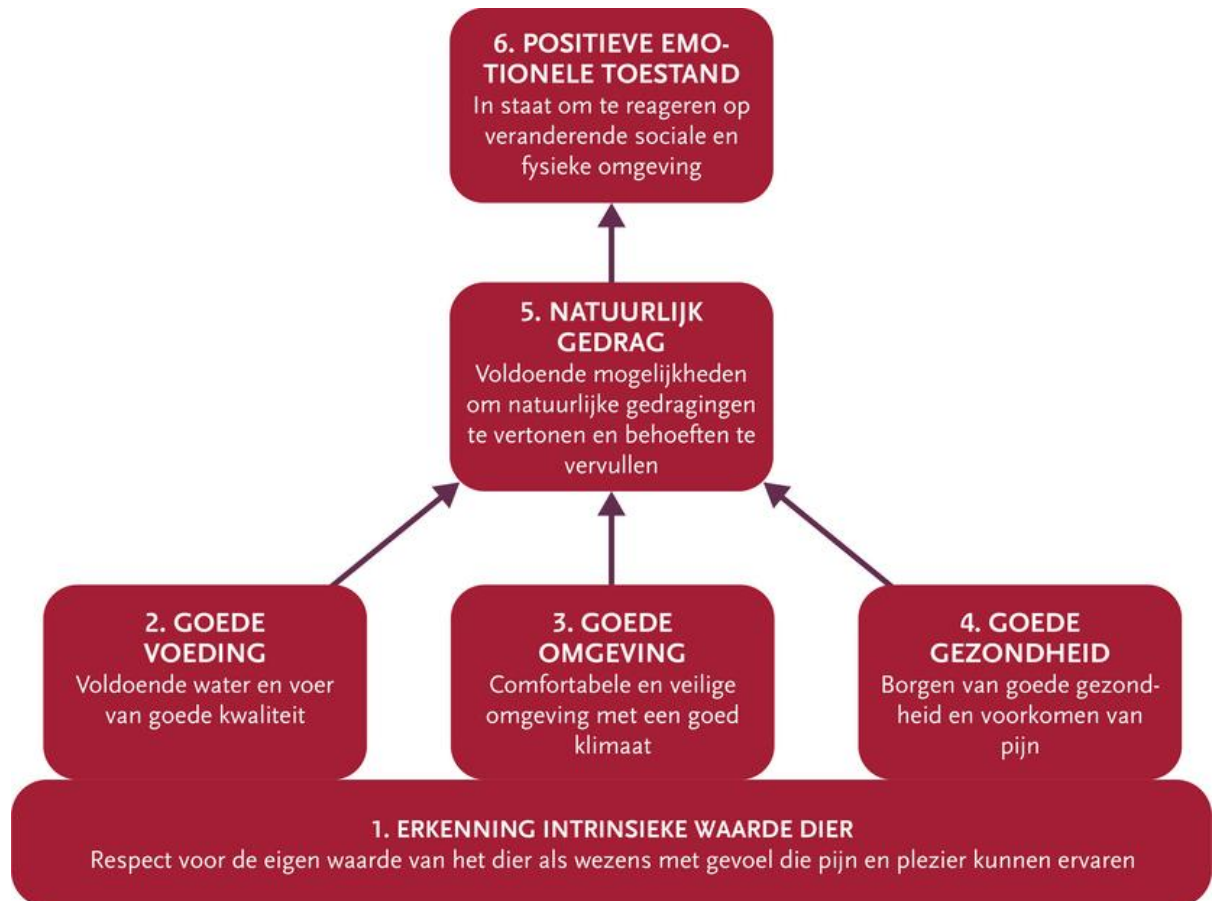 6. POSITIEVE EMO-
TIONELE TOESTAND
In staat om te reageren op
veranderende sociale en
fysieke omgeving
5. NATUURLIJK
GEDRAG
Voldoende mogelijkheden
om natuurlijke gedragingen
te vertonen en behoeften te
vervullen
2. GOEDE
VOEDING
Voldoende water en voer
van goede kwaliteit
3. GOEDE
OMGEVING
Comfortabele en veilige
omgeving met een goed
klimaat
4. GOEDE
GEZONDHEID
Borgen van goede gezond-
heid en voorkomen van
pijn
1. ERKENNING INTRINSIEKE WAARDE DIER
Respect voor de eigen waarde van het dier als wezens met gevoel die pijn en plezier kunnen ervaren